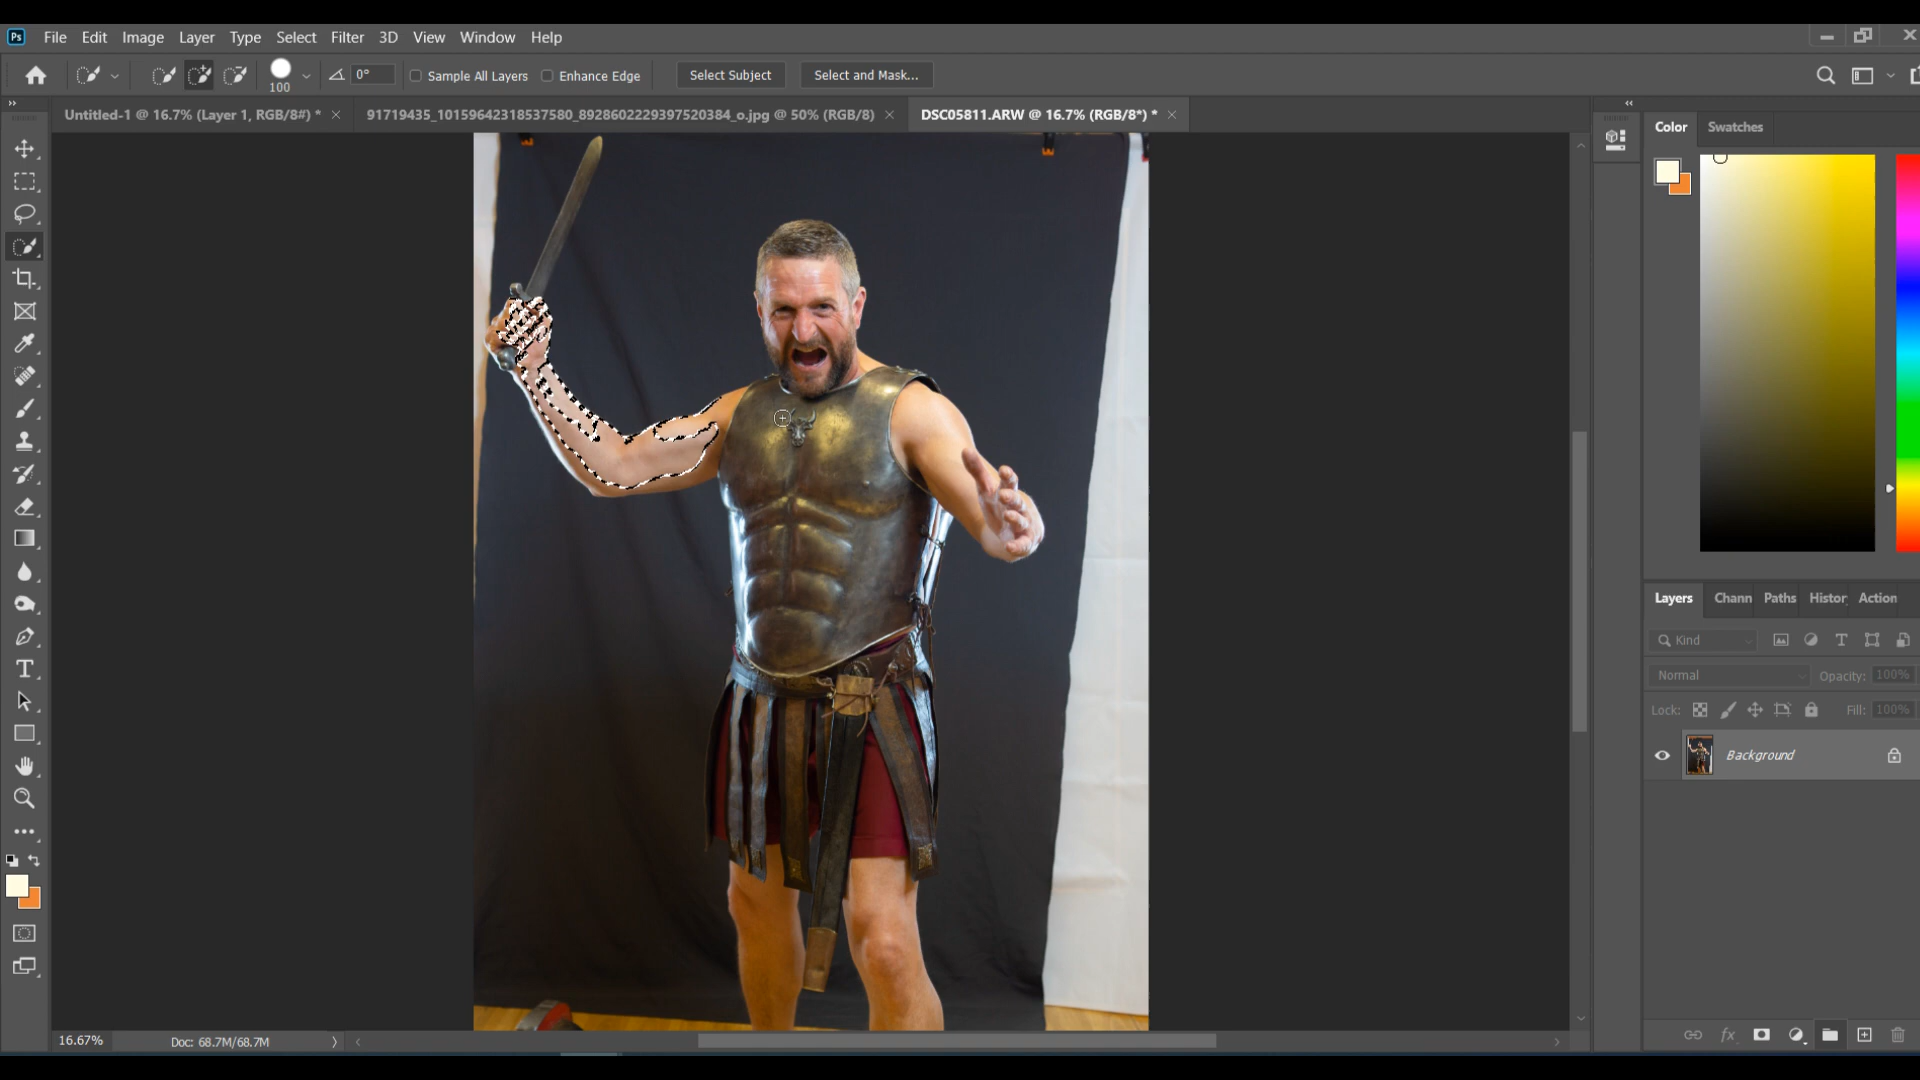 Ps File Edit Image Layer Type Select Filter 3D View Window Help
100 0° Sample All Layers Enhance Edge Select Subject Select and Mask...
Untitled-1 @ 16.7% (Layer 1, RGB/8#) * 91719435_10159642318537580_8928602229397520384_o.jpg @ 50% (RGB/8) DSC05811.ARW @ 16.7% (RGB/8*) *
Color Swatches
Layers Chann Paths Histor Action
Kind
Normal Opacity: 100%
Lock: Fill: 100%
Background
fx
16.67% Doc: 68.7M/68.7M